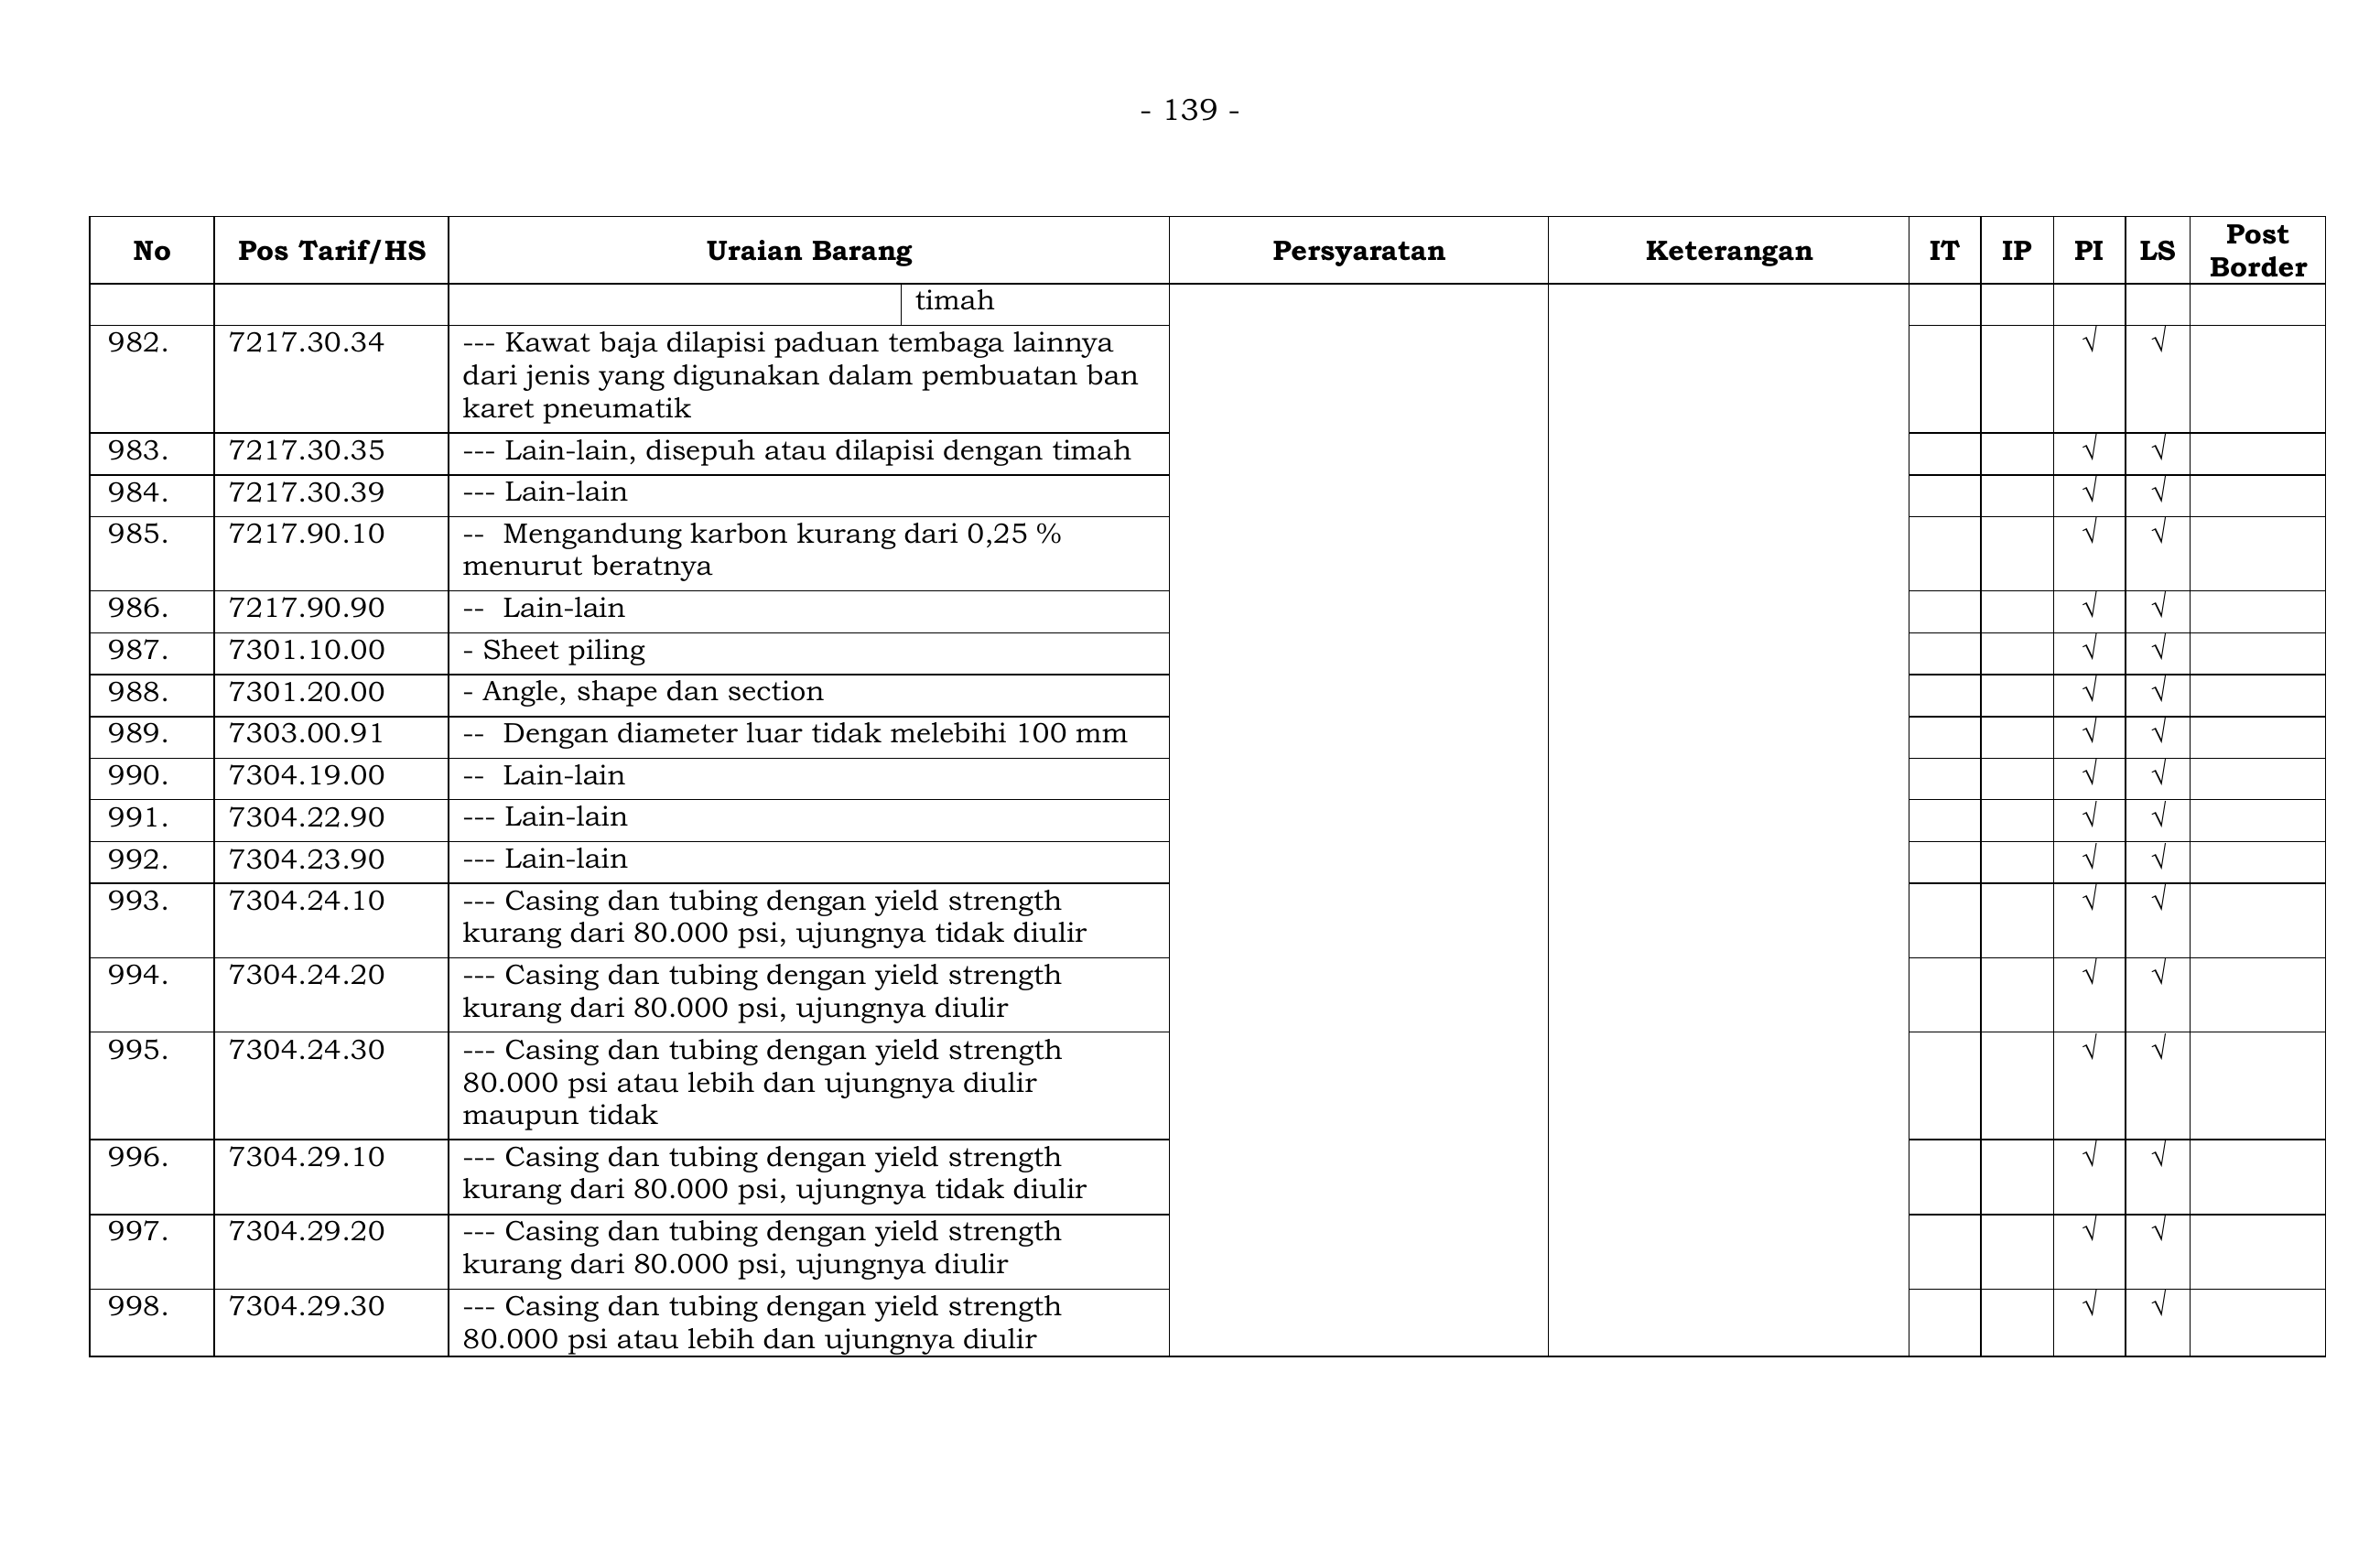 - 139 -
No Pos Tarif/HS Uraian Barang Persyaratan Keterangan IT IP PI LS Post Border
timah
982. 7217.30.34 --- Kawat baja dilapisi paduan tembaga lainnya √ √
dari jenis yang digunakan dalam pembuatan ban
karet pneumatik
983. 7217.30.35 --- Lain-lain, disepuh atau dilapisi dengan timah √ √
984. 7217.30.39 --- Lain-lain √ √
985. 7217.90.10 -- Mengandung karbon kurang dari 0,25 % √ √
menurut beratnya
986. 7217.90.90 -- Lain-lain √ √
987. 7301.10.00 - Sheet piling √ √
988. 7301.20.00 - Angle, shape dan section √ √
989. 7303.00.91 -- Dengan diameter luar tidak melebihi 100 mm √ √
990. 7304.19.00 -- Lain-lain √ √
991. 7304.22.90 --- Lain-lain √ √
992. 7304.23.90 --- Lain-lain √ √
993. 7304.24.10 --- Casing dan tubing dengan yield strength √ √
kurang dari 80.000 psi, ujungnya tidak diulir
994. 7304.24.20 --- Casing dan tubing dengan yield strength √ √
kurang dari 80.000 psi, ujungnya diulir
995. 7304.24.30 --- Casing dan tubing dengan yield strength √ √
80.000 psi atau lebih dan ujungnya diulir
maupun tidak
996. 7304.29.10 --- Casing dan tubing dengan yield strength √ √
kurang dari 80.000 psi, ujungnya tidak diulir
997. 7304.29.20 --- Casing dan tubing dengan yield strength √ √
kurang dari 80.000 psi, ujungnya diulir
998. 7304.29.30 --- Casing dan tubing dengan yield strength √ √
80.000 psi atau lebih dan ujungnya diulir